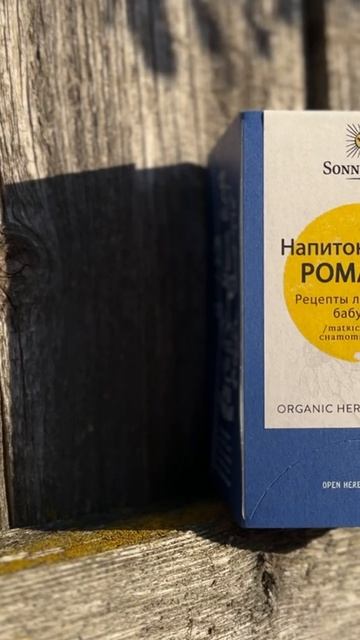 SONN
Напиток
РОМА
Рецепты л
бабу
/matric
chamom
ORGANIC HER
OPEN HERE